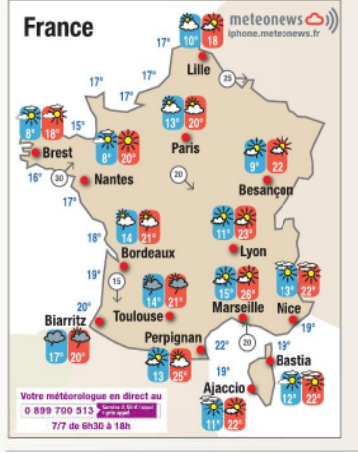 France
meteonews
iphone.meteonews.fr
10° 18
17°
Lille
17°
17°
25
17°
13° 20°
Paris
8° 18°
15°
Brest
8° 20°
9° 22
16°
30
Nantes
20
Besançon
17°
14 21°
11° 23°
18°
Bordeaux
Lyon
19°
15
14° 21°
15° 26°
13° 22°
20°
Biarritz
Toulouse
Marseille
Nice
17° 20°
Perpignan
22°
20
19°
13 25°
19°
19°
Bastia
Ajaccio
12° 22°
11° 22°
Votre météorologue en direct au
0 899 700 513
7/7 de 6h30 à 18h